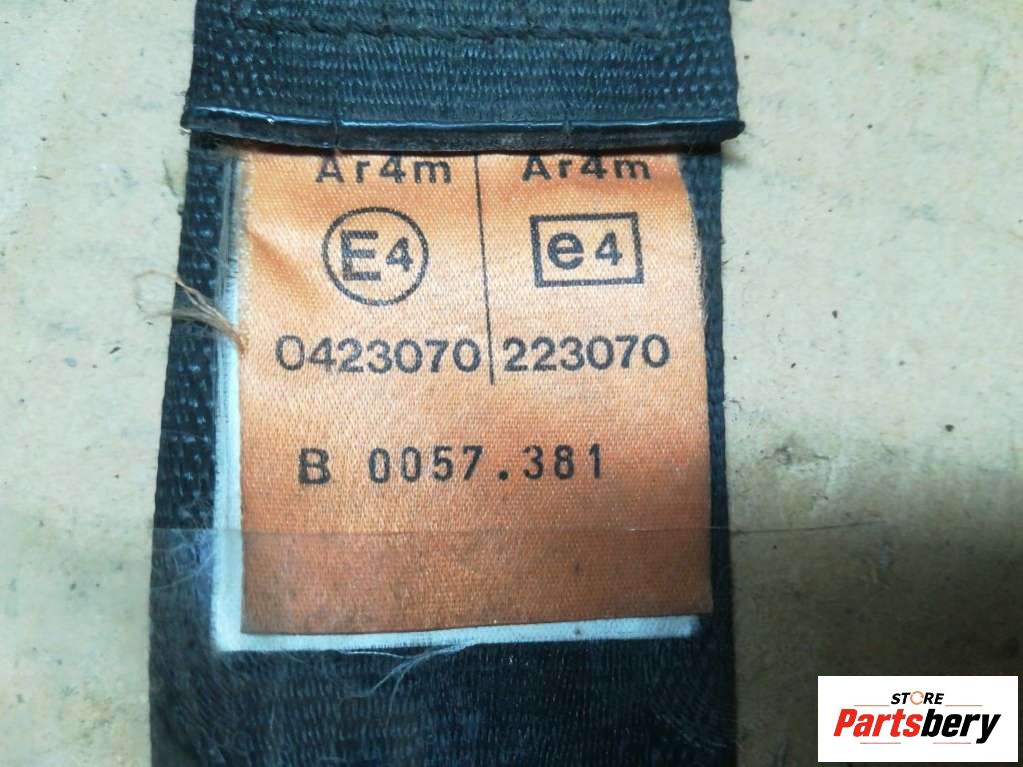 Ar4m Ar4m
E4 e4
0423070 223070
B 0057.381
STORE
Partsbery